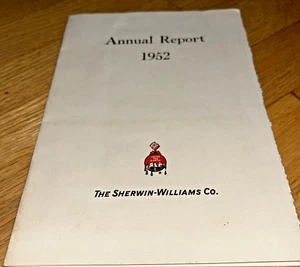 Annual Report
1952
THE SHERWIN-WILLIAMS CO.